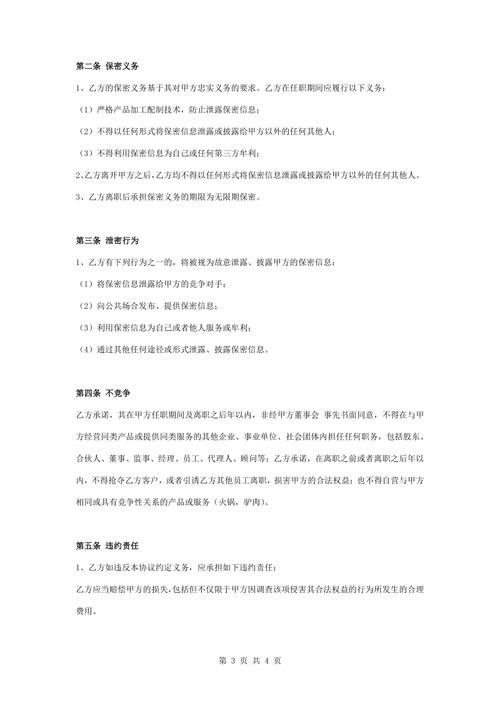 第二条 保密义务
1、乙方的保密义务基于其对甲方忠实义务的要求。乙方在任职期间应履行以下义务:
（1）严格产品加工配制技术，防止泄露保密信息;
（2）不得以任何形式将保密信息泄露或披露给甲方以外的任何其他人;
（3）不得利用保密信息为自己或任何第三方牟利;
2、乙方离开甲方之后,乙方均不得以任何形式将保密信息泄露或披露给甲方以外的任何其他人。
3、乙方离职后承担保密义务的期限为无限期保密。
第三条 泄密行为
1、乙方有下列行为之一的，将被视为故意泄露、披露甲方的保密信息:
（1）将保密信息泄露给甲方的竞争对手;
（2）向公共场合发布、提供保密信息;
（3）利用保密信息为自己或者他人服务或牟利;
（4）通过其他任何途径或形式泄露、披露保密信息。
第四条 不竞争
乙方承诺，其在甲方任职期间及离职之后年以内，非经甲方董事会 事先书面同意，不得在与甲
方经营同类产品或提供同类服务的其他企业、事业单位、社会团体内担任任何职务，包括股东、
合伙人、董事、监事、经理、员工、代理人、顾问等; 乙方承诺，在离职之前或者离职之后年以
内，不得抢夺乙方客户，或者引诱乙方其他员工离职，损害甲方的合法权益; 也不得自营与甲方
相同或具有竞争性关系的产品或服务（火锅，驴肉）。
第五条 违约责任
1、乙方如违反本协议约定义务，应承担如下违约责任;
乙方应当赔偿甲方的损失,包括但不仅限于甲方因调查该项侵害其合法权益的行为所发生的合理
费用。
第 3 页 共 4 页